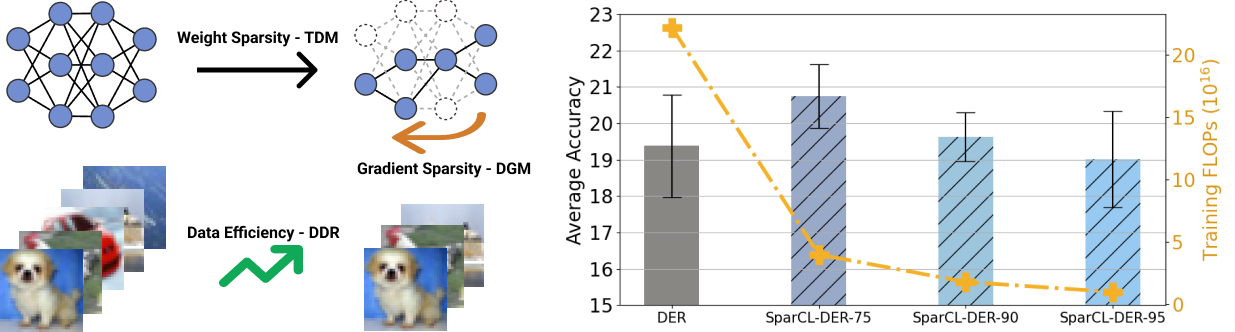 Weight Sparsity - TDM
Gradient Sparsity - DGM
Data Efficiency - DDR
Average Accuracy
23
22
21
20
19
18
17
16
15
DER
SparCL-DER-75
SparCL-DER-90
SparCL-DER-95
20
15
10
5
0
Training FLOPs (10¹⁶)